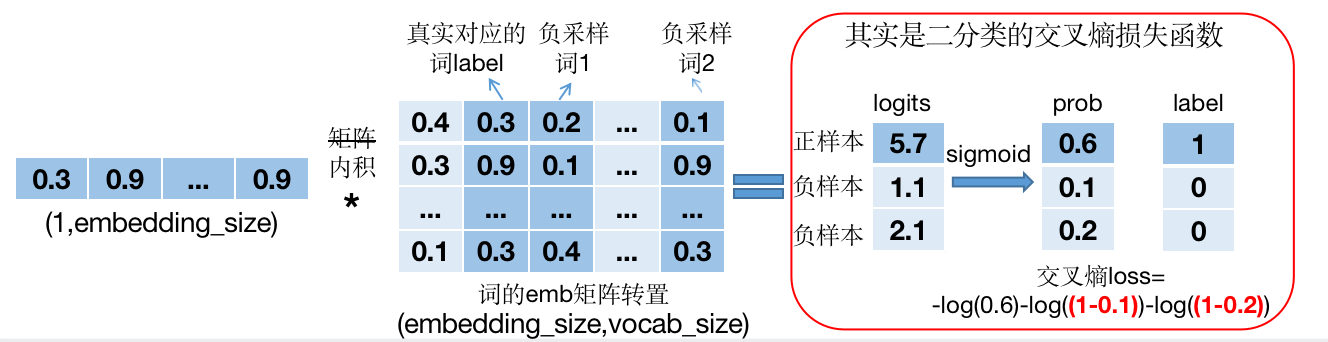 真实对应的
词label
负采样
词1
负采样
词2
其实是二分类的交叉熵损失函数
0.3 0.9 ... 0.9
(1,embedding_size)
矩阵
内积
*
0.4 0.3 0.2 ... 0.1
0.3 0.9 0.1 ... 0.9
... ... ... ... ...
0.1 0.3 0.4 ... 0.3
词的emb矩阵转置
(embedding_size,vocab_size)
logits prob label
正样本 5.7 sigmoid 0.6 1
负样本 1.1 0.1 0
负样本 2.1 0.2 0
交叉熵loss=
-log(0.6)-log((1-0.1))-log((1-0.2))